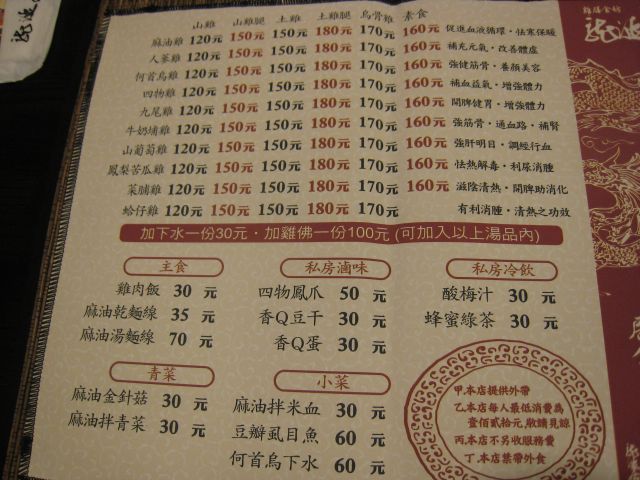 山雞 山雞腿 土雞 土雞腿 烏骨雞 素食
麻油雞 120元 150元 150元 180元 170元 160元 促進血液循環・怯寒保暖
人蔘雞 120元 150元 150元 180元 170元 160元 補充元氣・改善體虛
何首烏雞 120元 150元 150元 180元 170元 160元 強健筋骨・養顏美容
四物雞 120元 150元 150元 180元 170元 160元 補血益氣・增強體力
九尾雞 120元 150元 150元 180元 170元 160元 開脾健胃・增強體力
牛奶埔雞 120元 150元 150元 180元 170元 160元 強筋骨・通血路・補腎
山葡萄雞 120元 150元 150元 180元 170元 160元 強肝明目・調經行血
鳳梨苦瓜雞 120元 150元 150元 180元 170元 160元 怯熱解毒・利尿消腫
菜脯雞 120元 150元 150元 180元 170元 160元 滋陰清熱・開脾助消化
蛤仔雞 120元 150元 150元 180元 170元 有利消腫・清熱之功效
加下水一份30元・加雞佛一份100元 (可加入以上湯品內)
主食
雞肉飯 30 元
麻油乾麵線 35 元
麻油湯麵線 70 元
私房滷味
四物鳳爪 50 元
香Q豆干 30 元
香Q蛋 30 元
私房冷飲
酸梅汁 30 元
蜂蜜綠茶 30 元
青菜
麻油金針菇 30 元
麻油拌青菜 30 元
小菜
麻油拌米血 30 元
豆瓣虱目魚 60 元
何首烏下水 60 元
甲.本店提供外帶
乙.本店每人最低消費為
壹佰貳拾元,敬請見諒
丙.本店不另收服務費
丁.本店禁帶外食